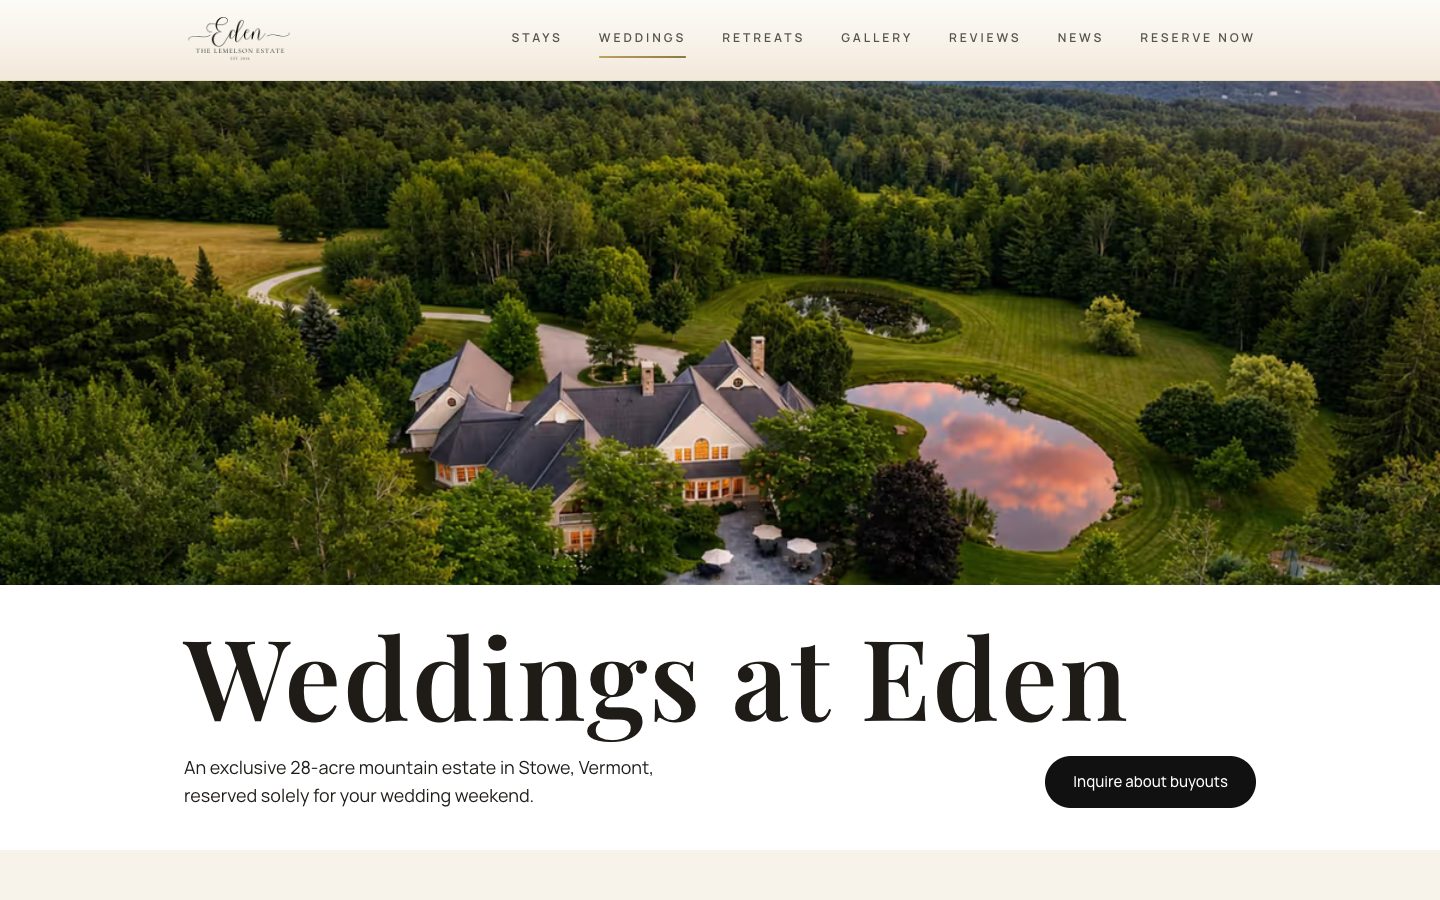 Eden
THE LEMELSON ESTATE
STAYS
WEDDINGS
RETREATS
GALLERY
REVIEWS
NEWS
RESERVE NOW
Weddings at Eden
An exclusive 28-acre mountain estate in Stowe, Vermont,
reserved solely for your wedding weekend.
Inquire about buyouts